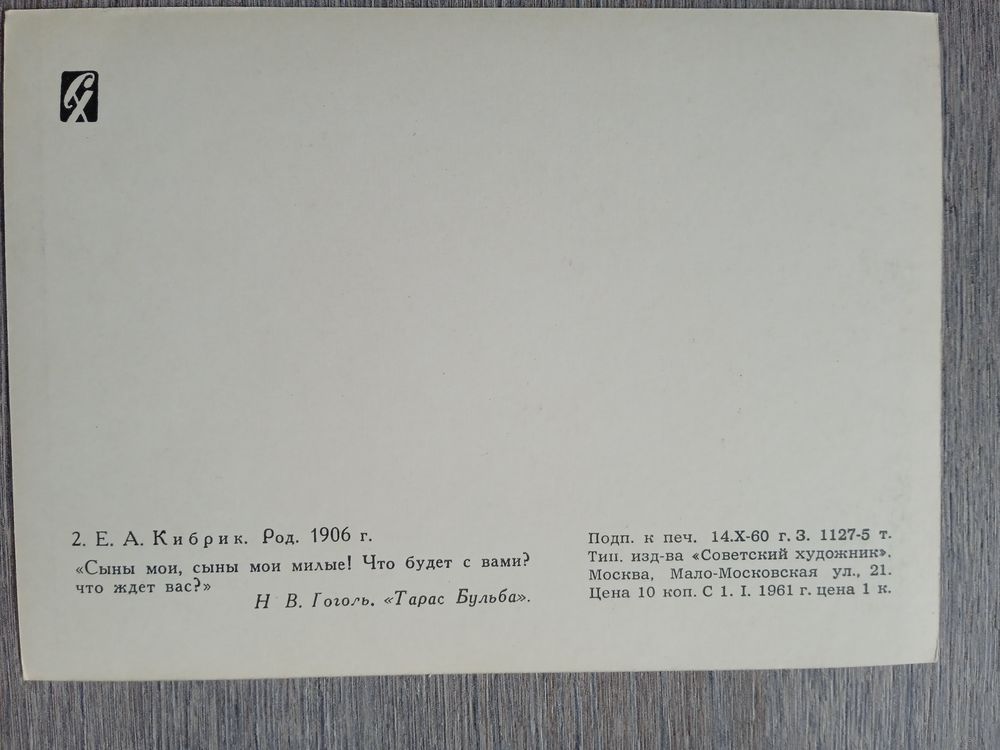 СХ
2. Е. А. Кибрик. Род. 1906 г.
«Сыны мои, сыны мои милые! Что будет с вами?
что ждет вас?»
Н В. Гоголь. «Тарас Бульба».
Подп. к печ. 14.X-60 г. З. 1127-5 т.
Тип. изд-ва «Советский художник».
Москва, Мало-Московская ул., 21.
Цена 10 коп. С 1. I. 1961 г. цена 1 к.